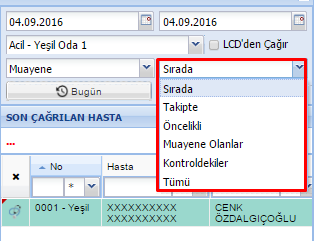 04.09.2016 04.09.2016
Acil - Yeşil Oda 1 LCD'den Çağır
Muayene Sırada
Bugün Sırada
Takipte
SON ÇAĞRILAN HASTA Öncelikli
... Muayene Olanlar
No Hasta Kontroldekiler
* Tümü
0001 - Yeşil XXXXXXXXXX CENK
XXXXXXXXXX ÖZDALGIÇOĞLU